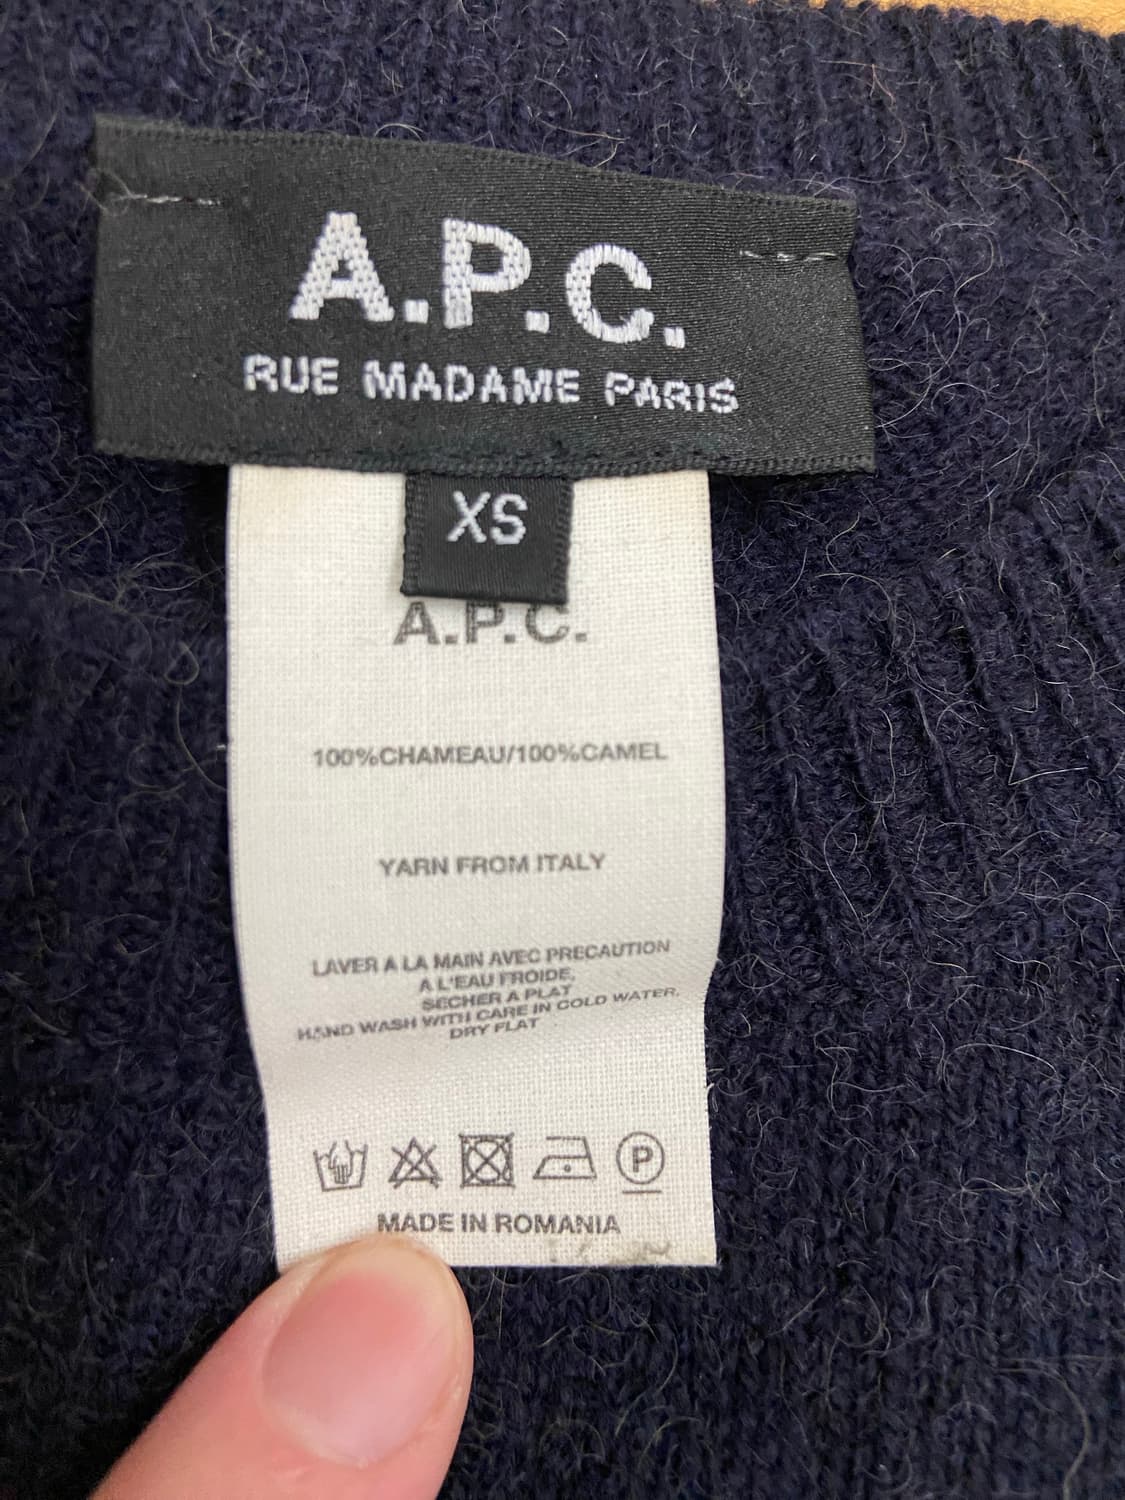 A.P.C.
RUE MADAME PARIS
XS
A.P.C.
100%CHAMEAU/100%CAMEL
YARN FROM ITALY
LAVER A LA MAIN AVEC PRECAUTION
A L'EAU FROIDE,
SECHER A PLAT
HAND WASH WITH CARE IN COLD WATER,
DRY FLAT
P
MADE IN ROMANIA